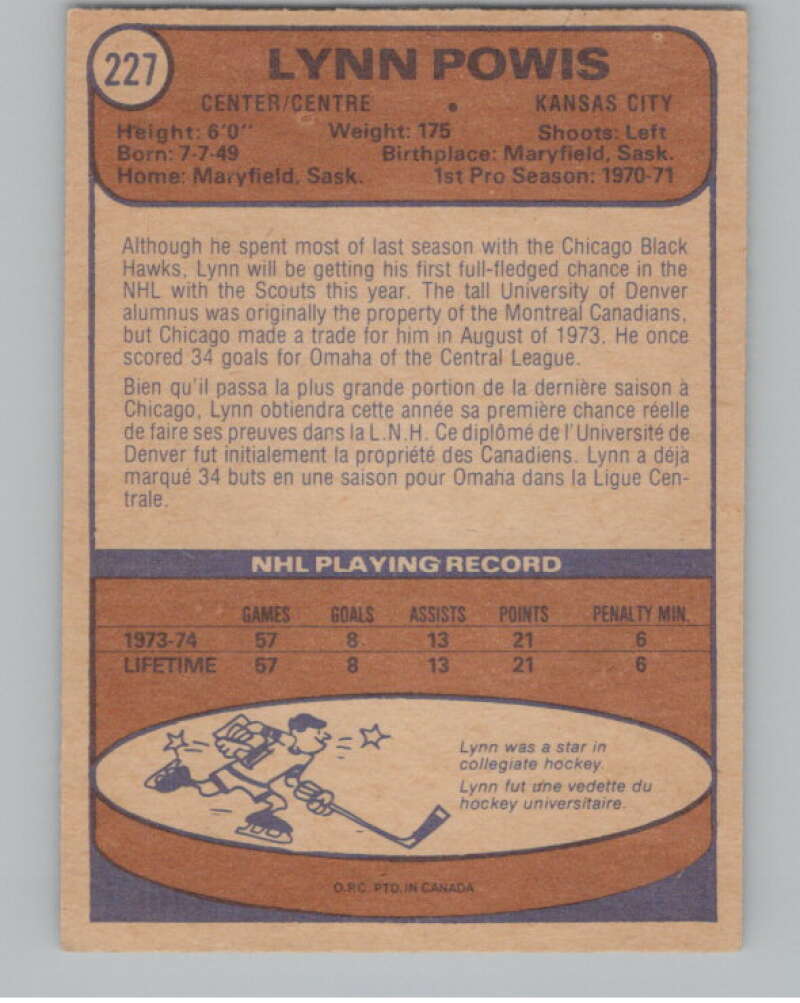 227
LYNN POWIS
CENTER/CENTRE • KANSAS CITY
Height: 6'0" Weight: 175 Shoots: Left
Born: 7-7-49 Birthplace: Maryfield, Sask.
Home: Maryfield, Sask. 1st Pro Season: 1970-71
Although he spent most of last season with the Chicago Black
Hawks, Lynn will be getting his first full-fledged chance in the
NHL with the Scouts this year. The tall University of Denver
alumnus was originally the property of the Montreal Canadians,
but Chicago made a trade for him in August of 1973. He once
scored 34 goals for Omaha of the Central League.
Bien qu'il passa la plus grande portion de la dernière saison à
Chicago, Lynn obtiendra cette année sa première chance réelle
de faire ses preuves dans la L.N.H. Ce diplômé de l'Université de
Denver fut initialement la propriété des Canadiens. Lynn a déja
marqué 34 buts en une saison pour Omaha dans la Ligue Cen-
trale.
NHL PLAYING RECORD
GAMES GOALS ASSISTS POINTS PENALTY MIN.
1973-74 57 8 13 21 6
LIFETIME 57 8 13 21 6
Lynn was a star in
collegiate hockey.
Lynn fut une vedette du
hockey universitaire.
O.P.C. PTD. IN CANADA